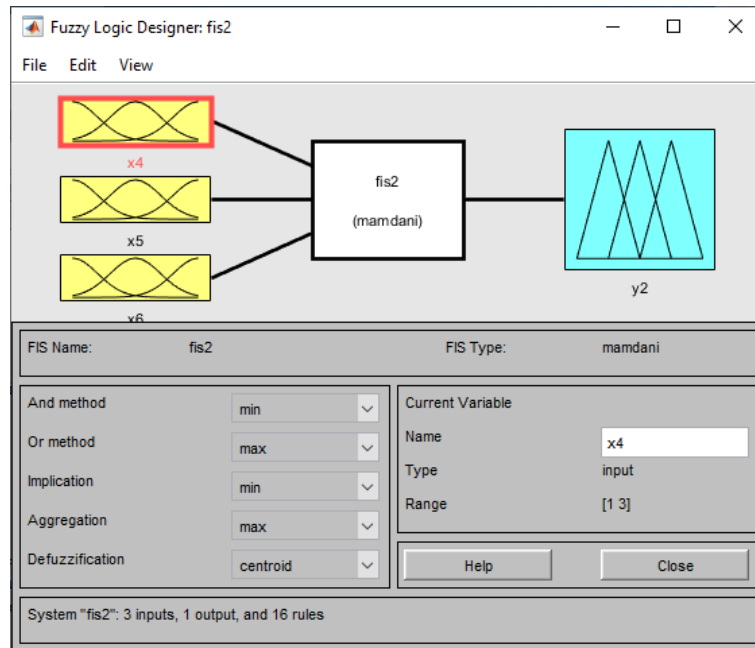 Fuzzy Logic Designer: fis2
File Edit View
x4
x5
x6
fis2
(mamdani)
y2
FIS Name: fis2 FIS Type: mamdani
And method min
Or method max
Implication min
Aggregation max
Defuzzification centroid
Current Variable
Name x4
Type input
Range [1 3]
Help Close
System "fis2": 3 inputs, 1 output, and 16 rules